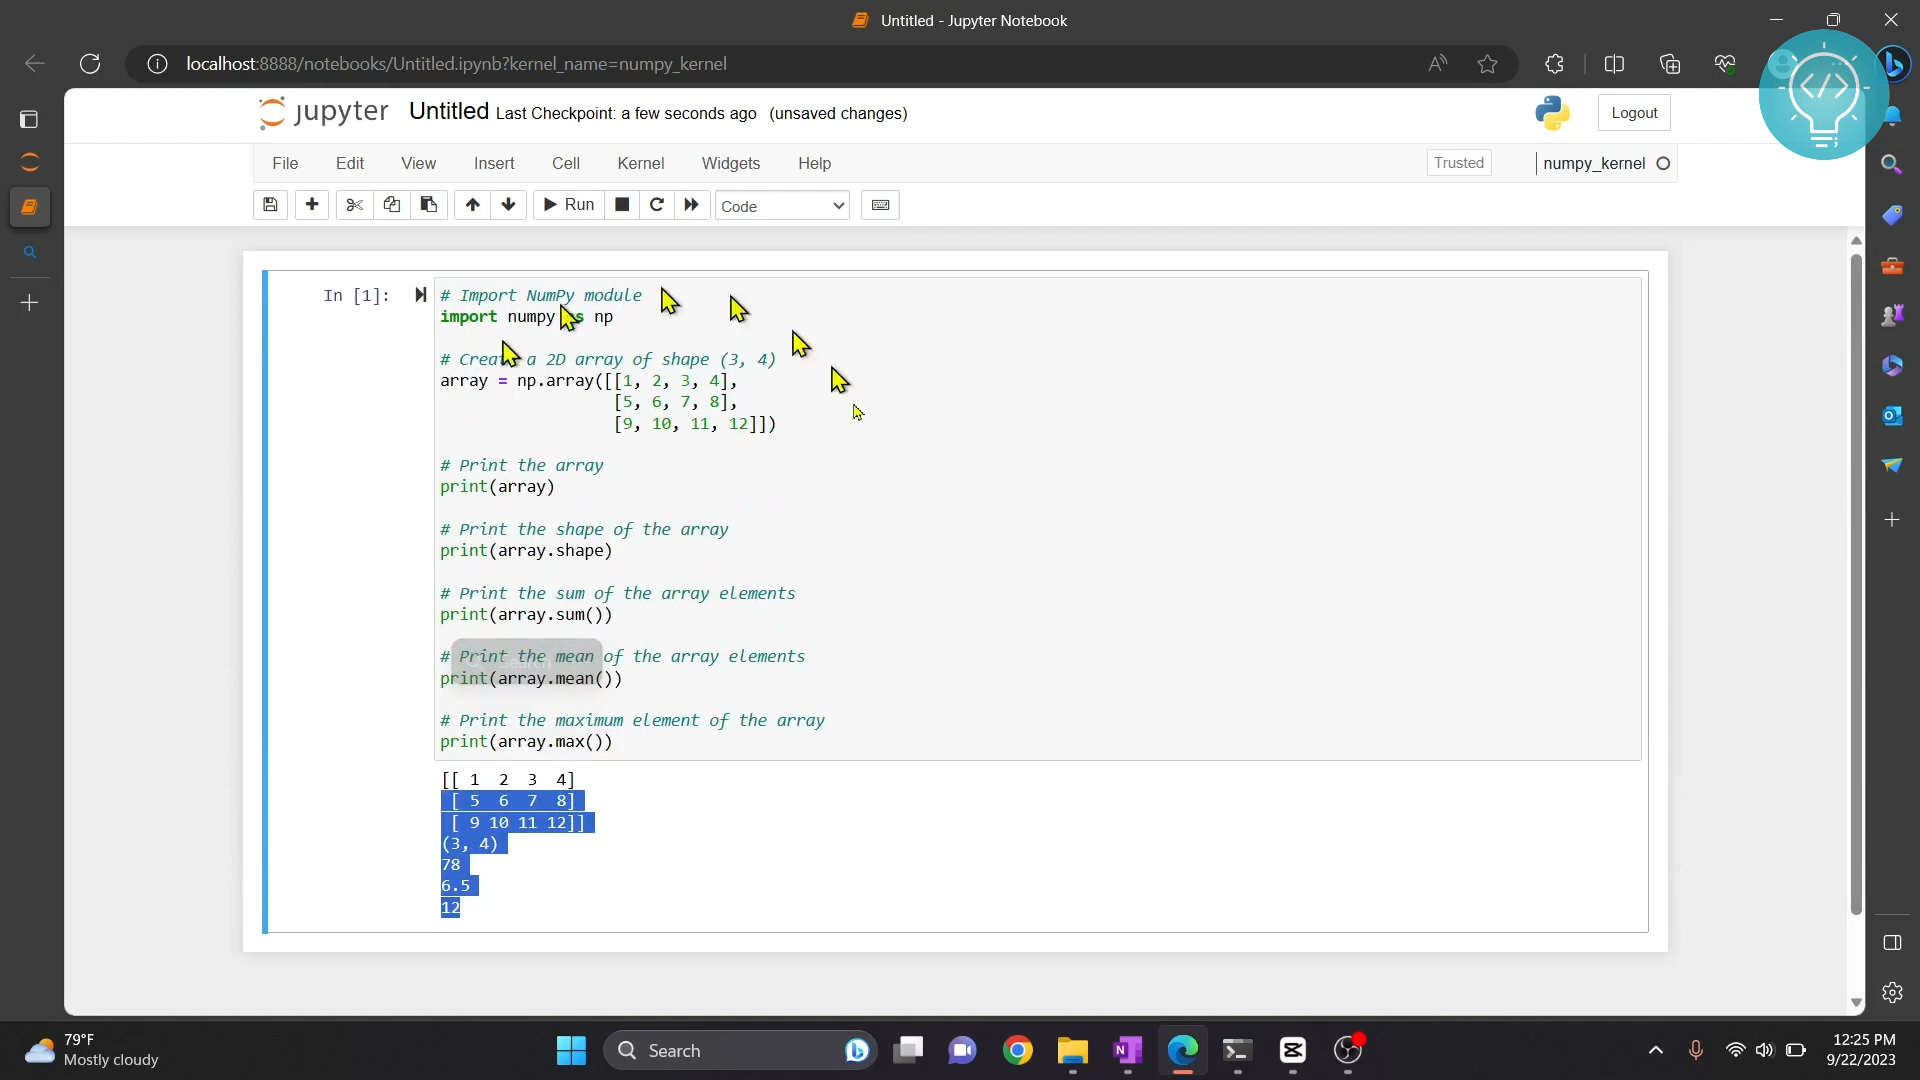 Untitled - Jupyter Notebook
localhost:8888/notebooks/Untitled.ipynb?kernel_name=numpy_kernel
jupyter Untitled Last Checkpoint: a few seconds ago (unsaved changes)
Logout
File Edit View Insert Cell Kernel Widgets Help
Trusted
numpy_kernel
Run
Code
In [1]:
# Import NumPy module
import numpy as np
# Create a 2D array of shape (3, 4)
array = np.array([[1, 2, 3, 4],
[5, 6, 7, 8],
[9, 10, 11, 12]])
# Print the array
print(array)
# Print the shape of the array
print(array.shape)
# Print the sum of the array elements
print(array.sum())
# Print the mean of the array elements
print(array.mean())
# Print the maximum element of the array
print(array.max())
[[ 1 2 3 4]
[ 5 6 7 8]
[ 9 10 11 12]]
(3, 4)
78
6.5
12
Search
79°F
Mostly cloudy
Search
12:25 PM
9/22/2023